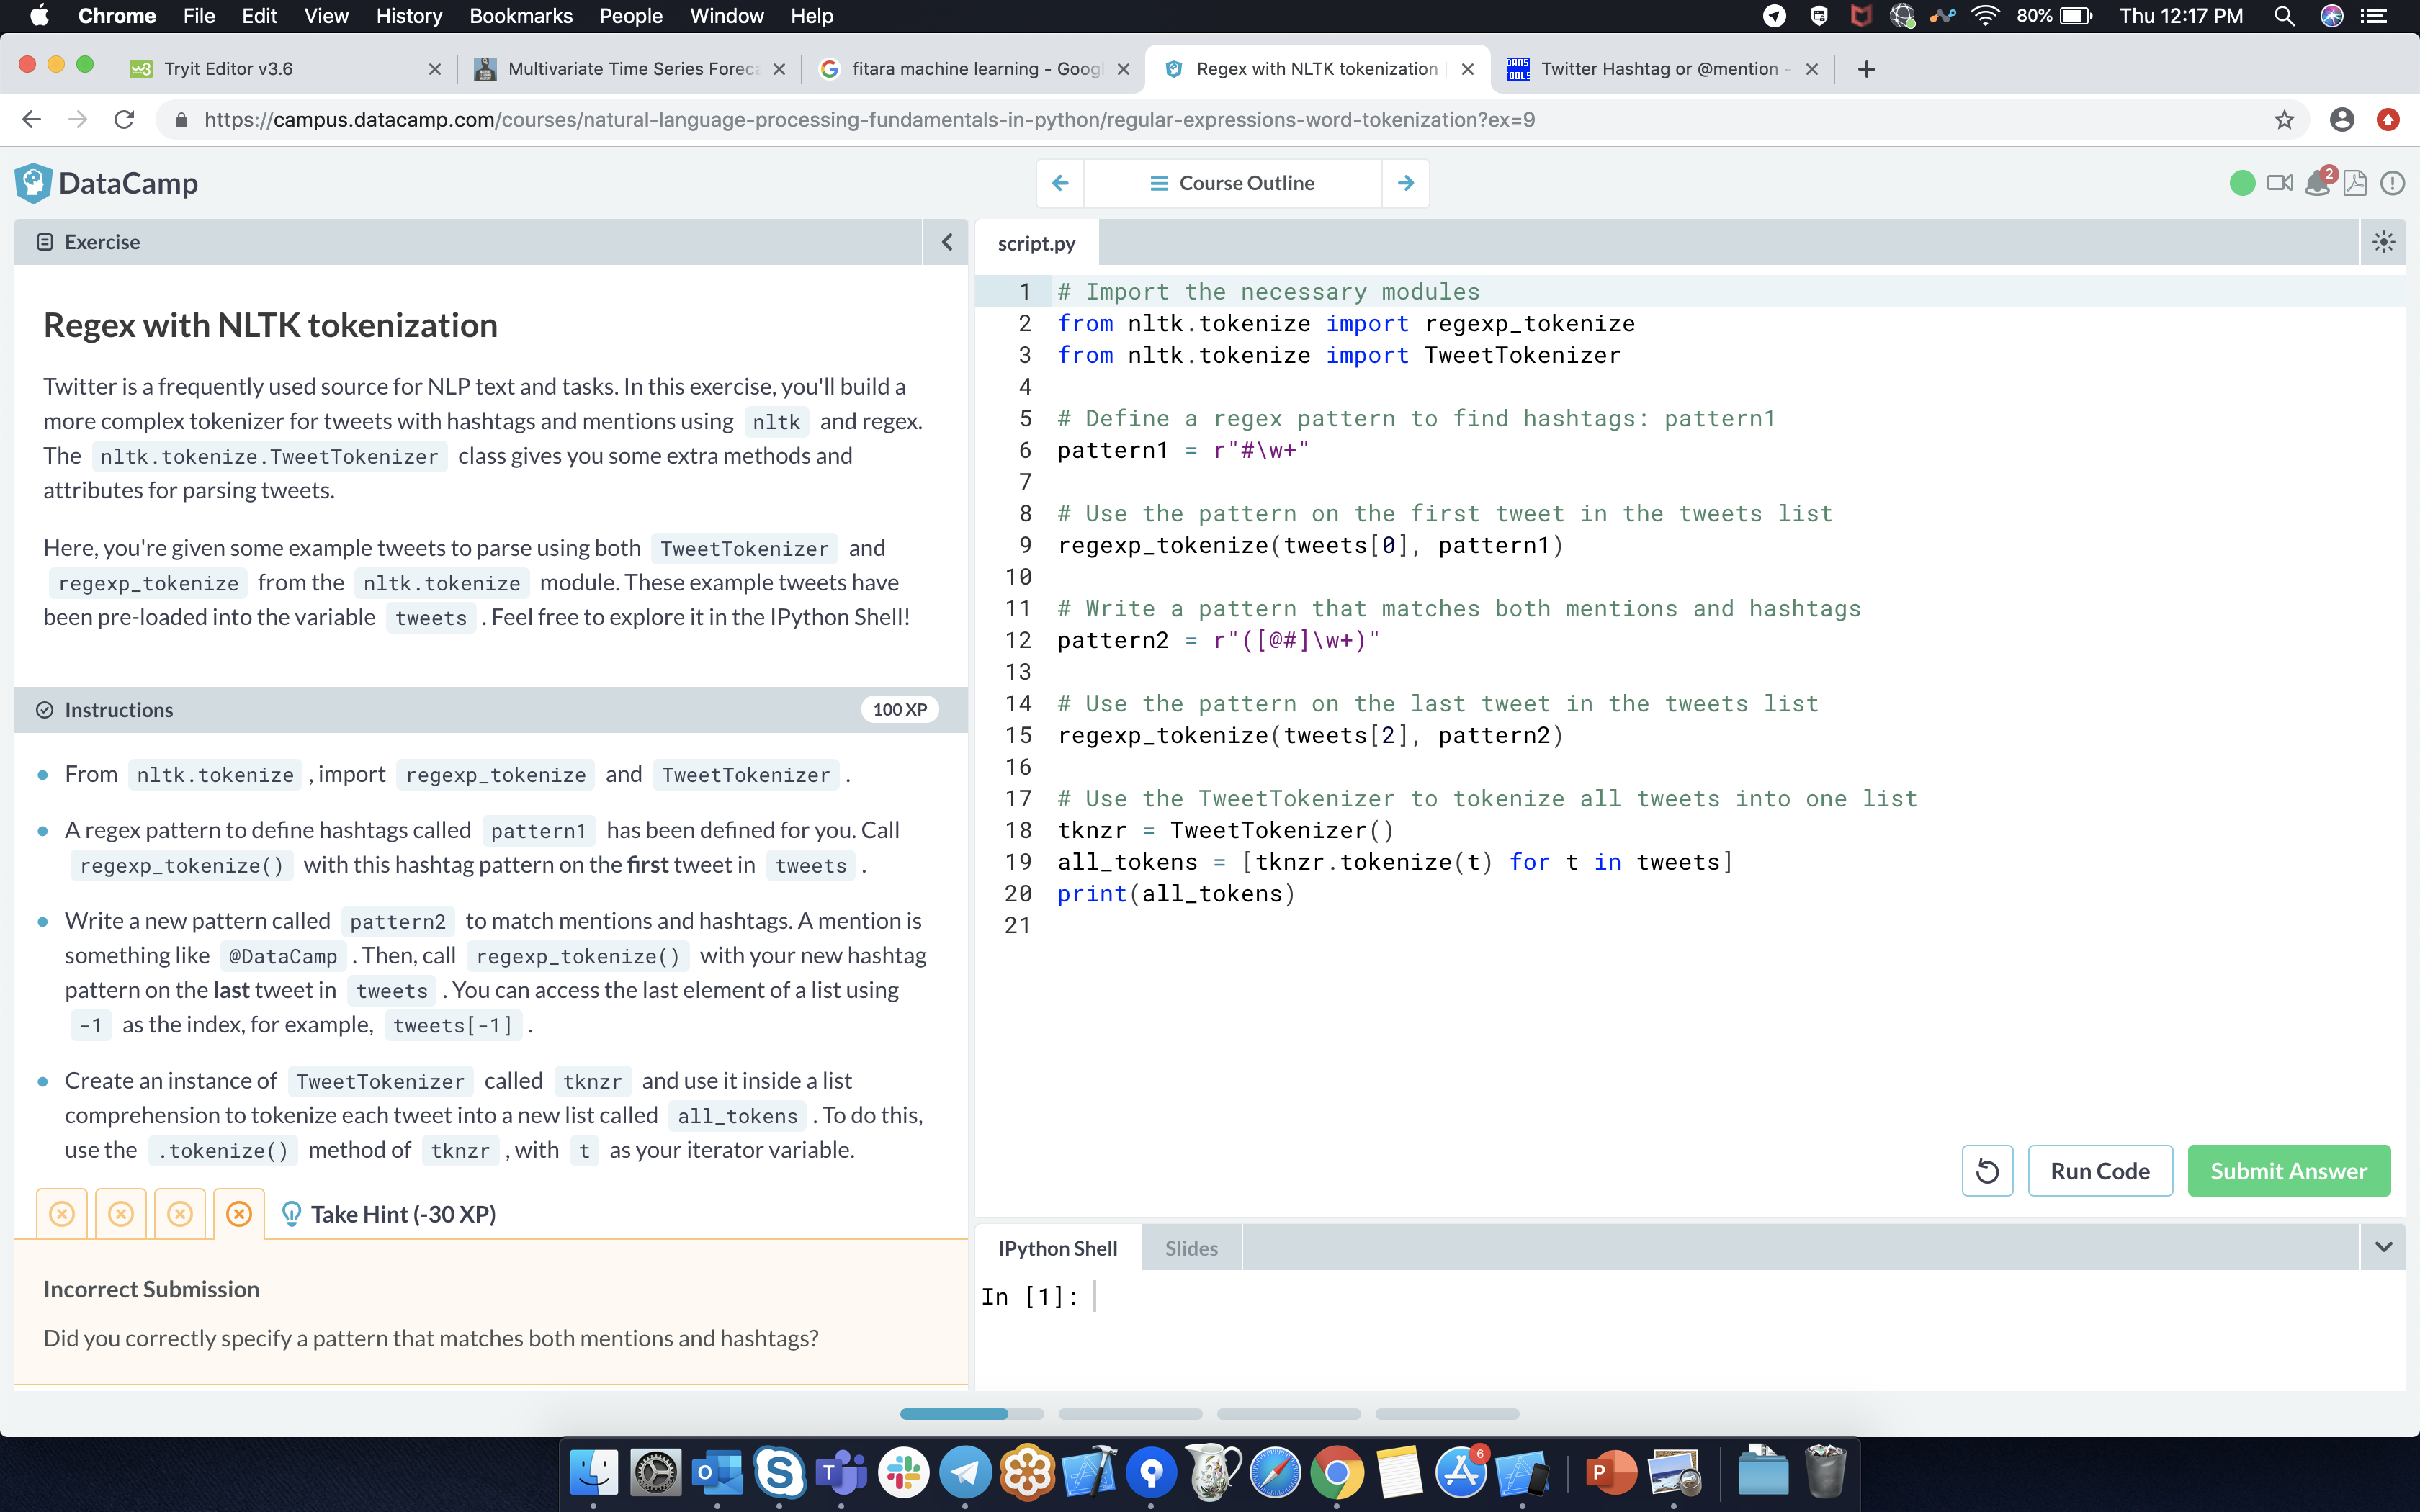 Chrome File Edit View History Bookmarks People Window Help 80% Thu 12:17 PM
Tryit Editor v3.6 Multivariate Time Series Foreca fitara machine learning - Googl Regex with NLTK tokenization Twitter Hashtag or @mention -
https://campus.datacamp.com/courses/natural-language-processing-fundamentals-in-python/regular-expressions-word-tokenization?ex=9
DataCamp
Course Outline
2
Exercise
Regex with NLTK tokenization
Twitter is a frequently used source for NLP text and tasks. In this exercise, you'll build a
more complex tokenizer for tweets with hashtags and mentions using nltk and regex.
The nltk.tokenize.TweetTokenizer class gives you some extra methods and
attributes for parsing tweets.
Here, you're given some example tweets to parse using both TweetTokenizer and
regexp_tokenize from the nltk.tokenize module. These example tweets have
been pre-loaded into the variable tweets . Feel free to explore it in the IPython Shell!
Instructions
100 XP
From nltk.tokenize , import regexp_tokenize and TweetTokenizer .
A regex pattern to define hashtags called pattern1 has been defined for you. Call
regexp_tokenize() with this hashtag pattern on the first tweet in tweets .
Write a new pattern called pattern2 to match mentions and hashtags. A mention is
something like @DataCamp . Then, call regexp_tokenize() with your new hashtag
pattern on the last tweet in tweets . You can access the last element of a list using
-1 as the index, for example, tweets[-1] .
Create an instance of TweetTokenizer called tknzr and use it inside a list
comprehension to tokenize each tweet into a new list called all_tokens . To do this,
use the .tokenize() method of tknzr , with t as your iterator variable.
Take Hint (-30 XP)
Incorrect Submission
Did you correctly specify a pattern that matches both mentions and hashtags?
script.py
1 # Import the necessary modules
2 from nltk.tokenize import regexp_tokenize
3 from nltk.tokenize import TweetTokenizer
4
5 # Define a regex pattern to find hashtags: pattern1
6 pattern1 = r"#\w+"
7
8 # Use the pattern on the first tweet in the tweets list
9 regexp_tokenize(tweets[0], pattern1)
10
11 # Write a pattern that matches both mentions and hashtags
12 pattern2 = r"([@#]\w+)"
13
14 # Use the pattern on the last tweet in the tweets list
15 regexp_tokenize(tweets[2], pattern2)
16
17 # Use the TweetTokenizer to tokenize all tweets into one list
18 tknzr = TweetTokenizer()
19 all_tokens = [tknzr.tokenize(t) for t in tweets]
20 print(all_tokens)
21
Run Code
Submit Answer
IPython Shell
Slides
In [1]:
6